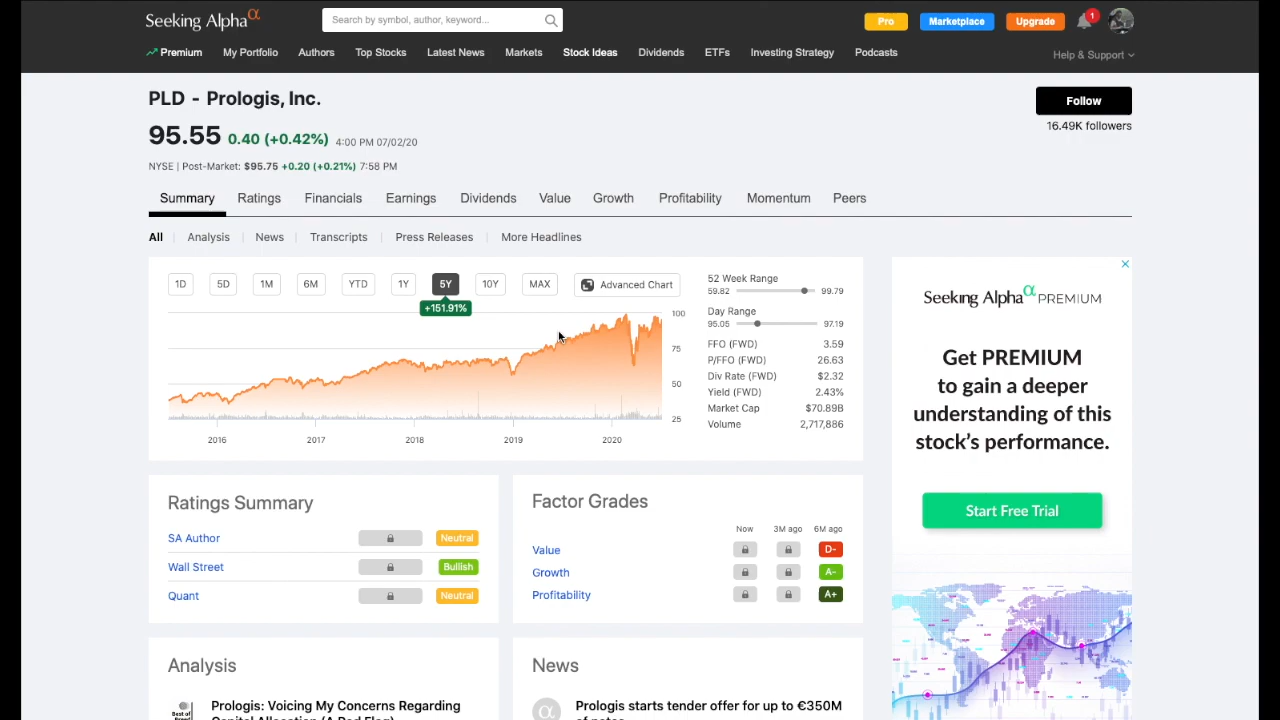 Seeking Alpha α
Search by symbol, author, keyword...
Pro
Marketplace
Upgrade
1
Premium My Portfolio Authors Top Stocks Latest News Markets Stock Ideas Dividends ETFs Investing Strategy Podcasts
Help & Support
PLD - Prologis, Inc.
Follow
16.49K followers
95.55 0.40 (+0.42%) 4:00 PM 07/02/20
NYSE | Post-Market: $95.75 +0.20 (+0.21%) 7:58 PM
Summary Ratings Financials Earnings Dividends Value Growth Profitability Momentum Peers
All Analysis News Transcripts Press Releases More Headlines
1D 5D 1M 6M YTD 1Y 5Y 10Y MAX Advanced Chart
+151.91%
100
75
50
25
2016 2017 2018 2019 2020
52 Week Range
59.82 99.79
Day Range
95.05 97.19
FFO (FWD) 3.59
P/FFO (FWD) 26.63
Div Rate (FWD) $2.32
Yield (FWD) 2.43%
Market Cap $70.89B
Volume 2,717,886
Seeking Alpha α PREMIUM
Get PREMIUM
to gain a deeper
understanding of this
stock's performance.
Start Free Trial
Ratings Summary
SA Author Neutral
Wall Street Bullish
Quant Neutral
Factor Grades
Now 3M ago 6M ago
Value D-
Growth A-
Profitability A+
Analysis
Prologis: Voicing My Concerns Regarding
Capital Allocation (A Red Flag)
News
α
Prologis starts tender offer for up to €350M
of notes